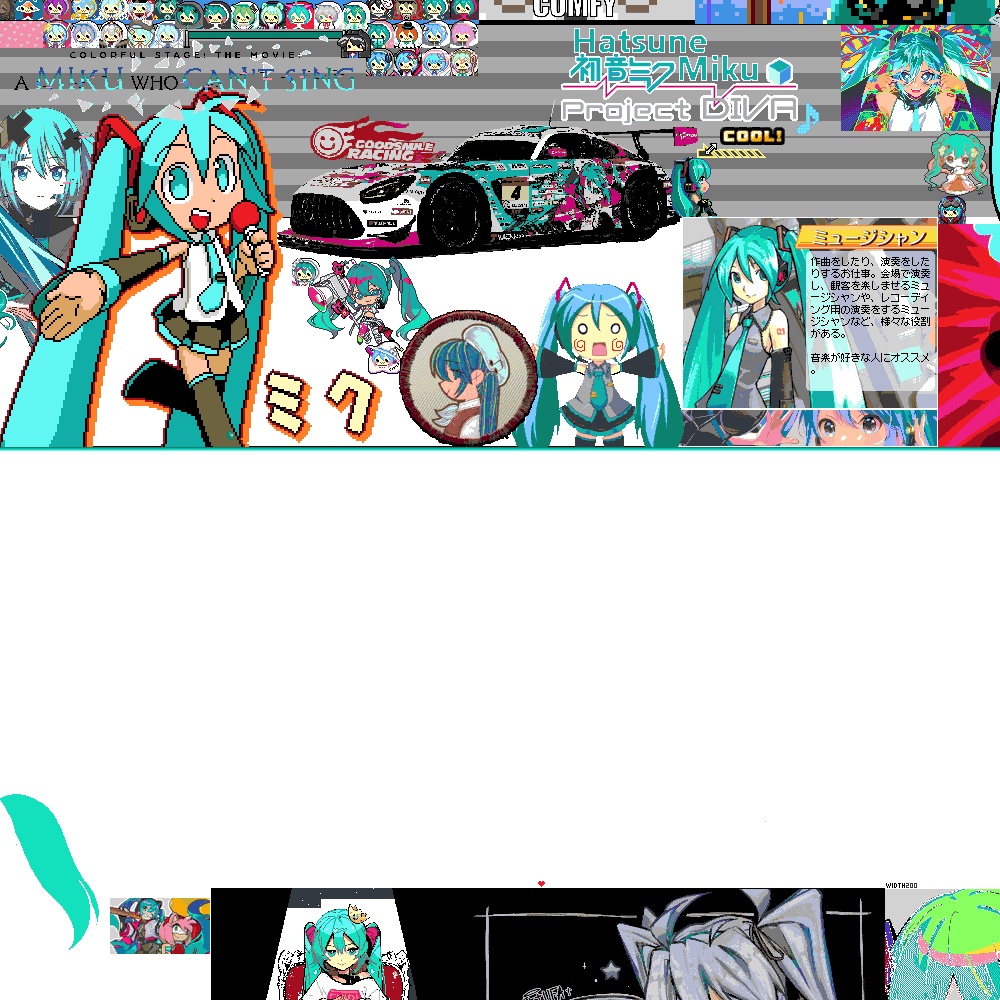 COMFY
COLORFUL STAGE! THE MOVIE:
A MIKU WHO CAN'T SING
Hatsune
初音ミク Miku
Project DIVA
GOODSMILE
RACING
COOL!
4
ミュージシャン
作曲をしたり、演奏をした
りするお仕事。会場で演奏
し、観客を楽しませるミュ
ージシャンや、レコーディ
ング用の演奏をするミュー
ジシャンなど、様々な役割
がある。
音楽が好きな人にオススメ
。
ミク
WIDTH200